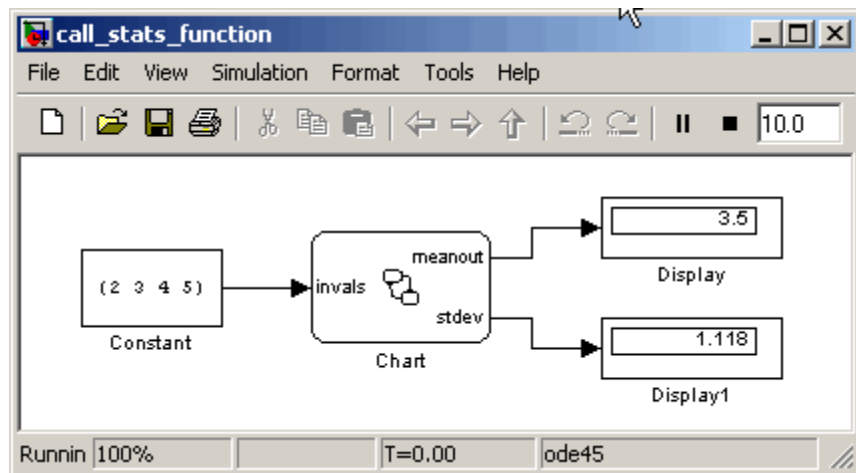 call_stats_function
File Edit View Simulation Format Tools Help
10.0
(2 3 4 5)
Constant
invals
meanout
stdev
Chart
3.5
Display
1.118
Display1
Runnin 100% T=0.00 ode45